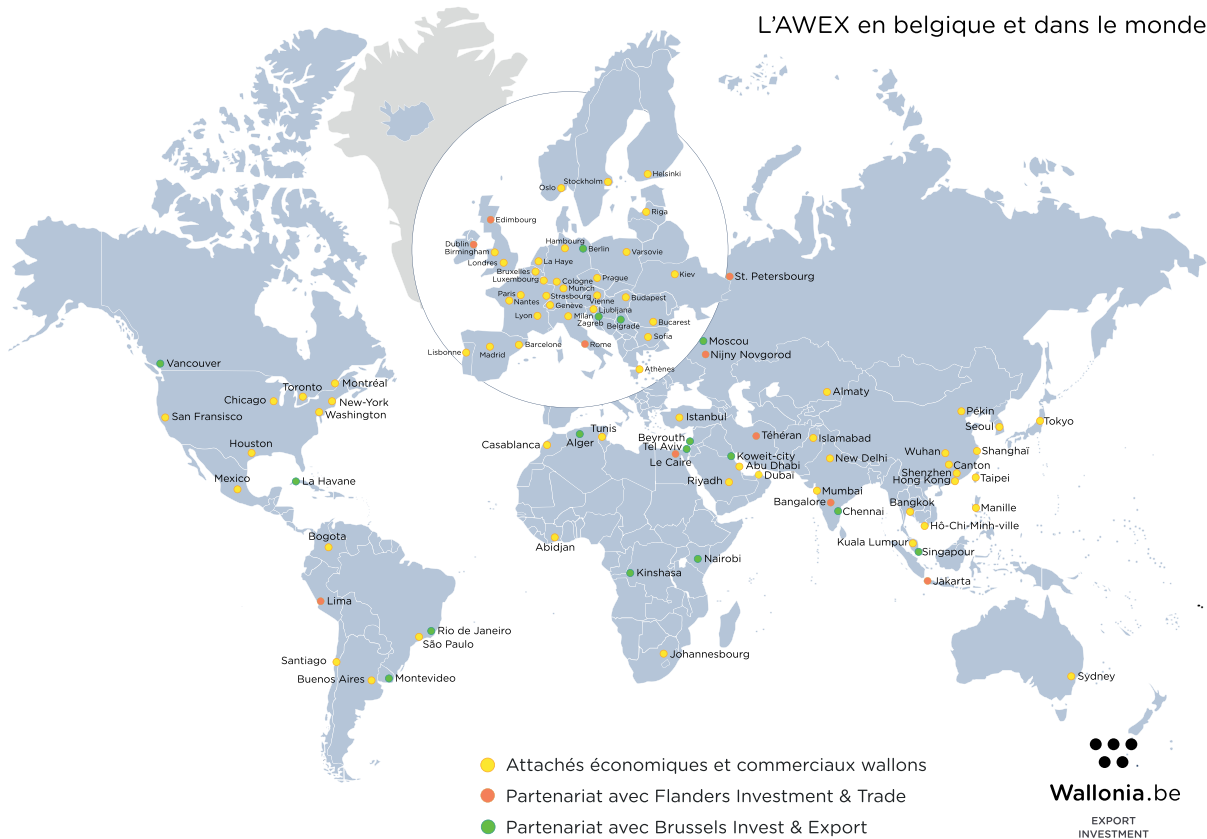 L'AWEX en belgique et dans le monde
Helsinki
Stockholm
Oslo
Riga
Edimbourg
Dublin
Birmingham
Hambourg
Berlin
Varsovie
Londres
La Haye
Bruxelles
Kiev
St. Petersbourg
Luxembourg
Cologne
Prague
Munich
Paris
Strasbourg
Budapest
Nantes
Vienne
Genève
Ljubljana
Lyon
Milan
Zagreb
Belgrade
Bucarest
Sofia
Moscou
Nijny Novgorod
Lisbonne
Madrid
Barcelone
Rome
Athènes
Vancouver
Toronto
Montréal
Chicago
New-York
San Fransisco
Washington
Houston
Mexico
La Havane
Almaty
Istanbul
Pékin
Seoul
Tokyo
Casablanca
Alger
Tunis
Beyrouth
Tel Aviv
Le Caire
Téhéran
Islamabad
Koweit-city
Abu Dhabi
Dubai
Riyadh
New Delhi
Wuhan
Shanghaï
Canton
Shenzhen
Hong Kong
Taipei
Mumbai
Bangalore
Chennai
Bangkok
Manille
Hô-Chi-Minh-ville
Kuala Lumpur
Singapour
Jakarta
Bogota
Abidjan
Nairobi
Kinshasa
Lima
Rio de Janeiro
São Paulo
Santiago
Buenos Aires
Montevideo
Johannesbourg
Sydney
Attachés économiques et commerciaux wallons
Partenariat avec Flanders Investment & Trade
Partenariat avec Brussels Invest & Export
Wallonia.be
EXPORT
INVESTMENT